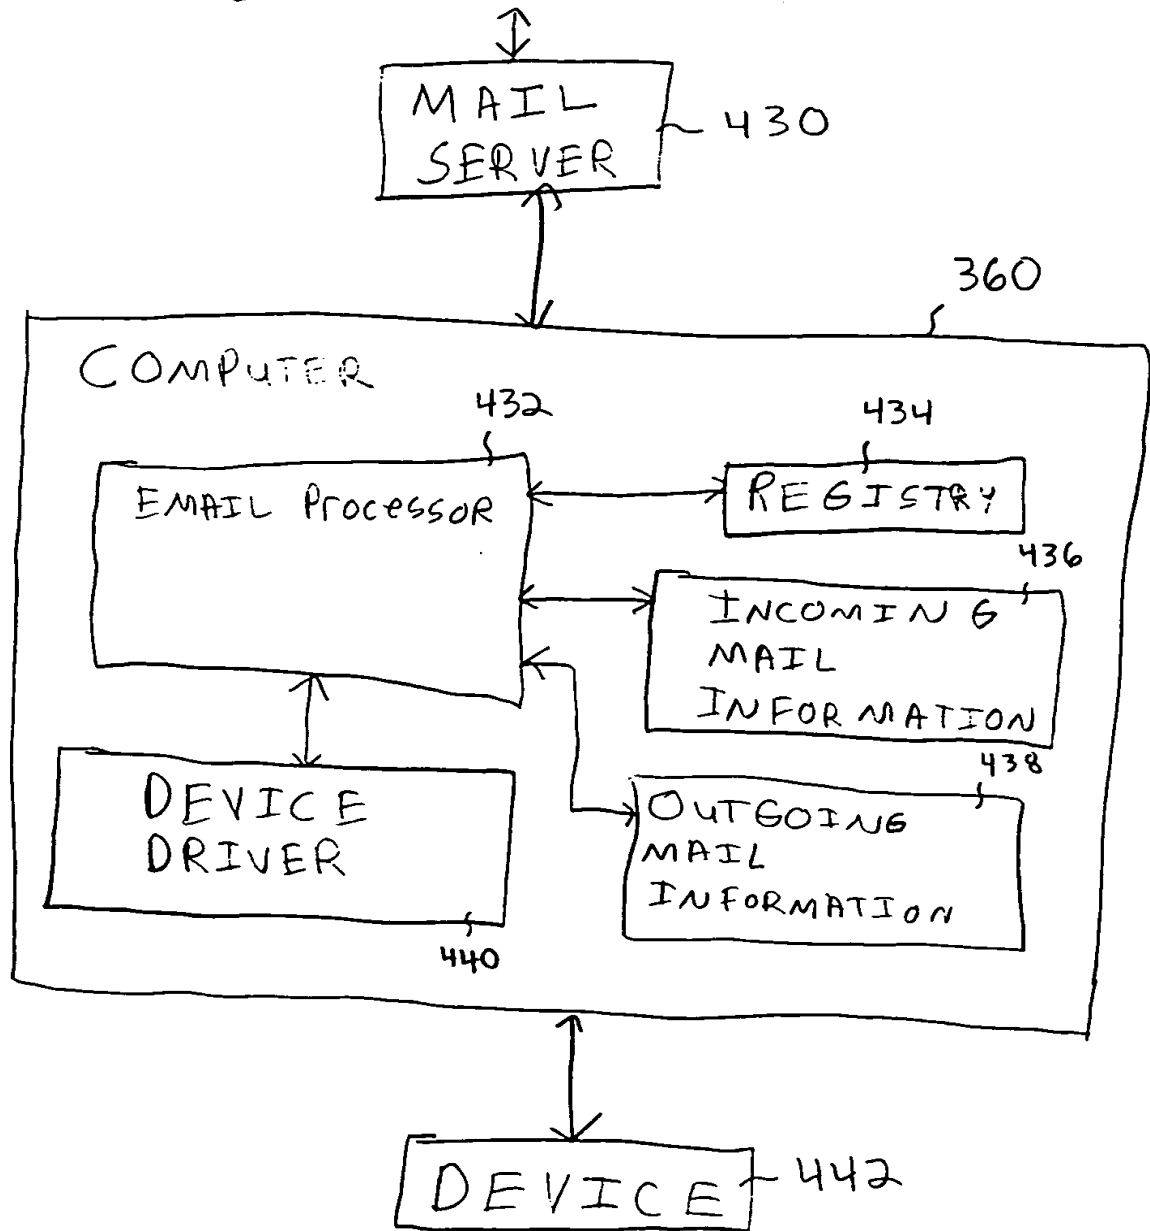 MAIL
SERVER
430
360
COMPUTER
432
434
EMAIL Processor
REGISTRY
436
INCOMING
MAIL
INFORMATION
438
DEVICE
DRIVER
OUTGOING
MAIL
INFORMATION
440
DEVICE
442